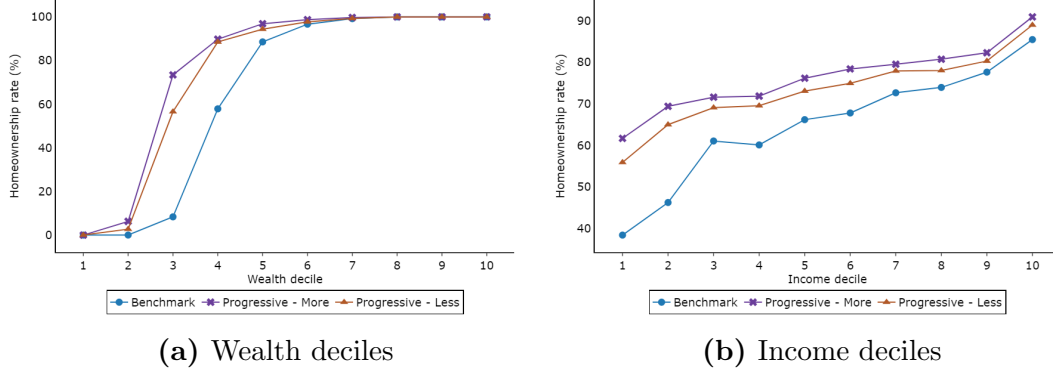 100
80
60
40
20
0
Homeownership rate (%)
1 2 3 4 5 6 7 8 9 10
Wealth decile
Benchmark Progressive - More Progressive - Less
(a) Wealth deciles
90
80
70
60
50
40
Homeownership rate (%)
1 2 3 4 5 6 7 8 9 10
Income decile
Benchmark Progressive - More Progressive - Less
(b) Income deciles